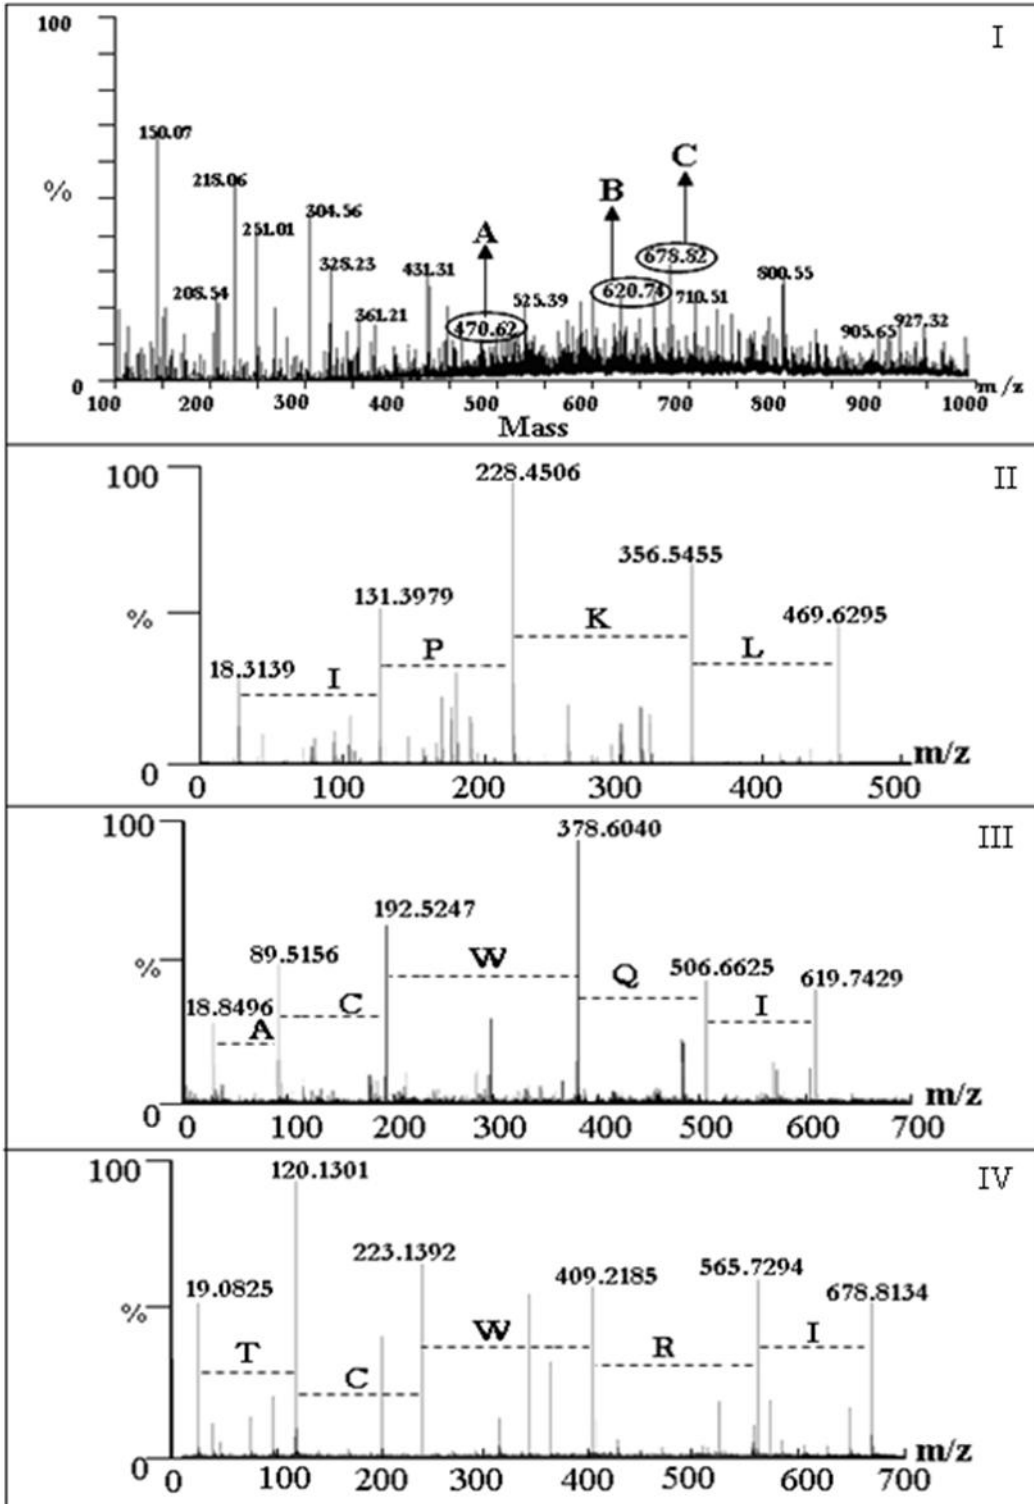 I
100
%
0
150.07
218.06
251.01
208.54
304.56
328.23
361.21
431.31
A
470.62
525.39
B
620.74
C
678.82
710.51
800.55
905.65
927.32
100 200 300 400 500 600 700 800 900 1000 m/z
Mass
II
100
%
0
18.3139
131.3979
228.4506
356.5455
469.6295
I
P
K
L
0 100 200 300 400 500 m/z
III
100
%
0
18.8496
89.5156
192.5247
378.6040
506.6625
619.7429
A
C
W
Q
I
0 100 200 300 400 500 600 700 m/z
IV
100
%
0
19.0825
120.1301
223.1392
409.2185
565.7294
678.8134
T
C
W
R
I
0 100 200 300 400 500 600 700 m/z